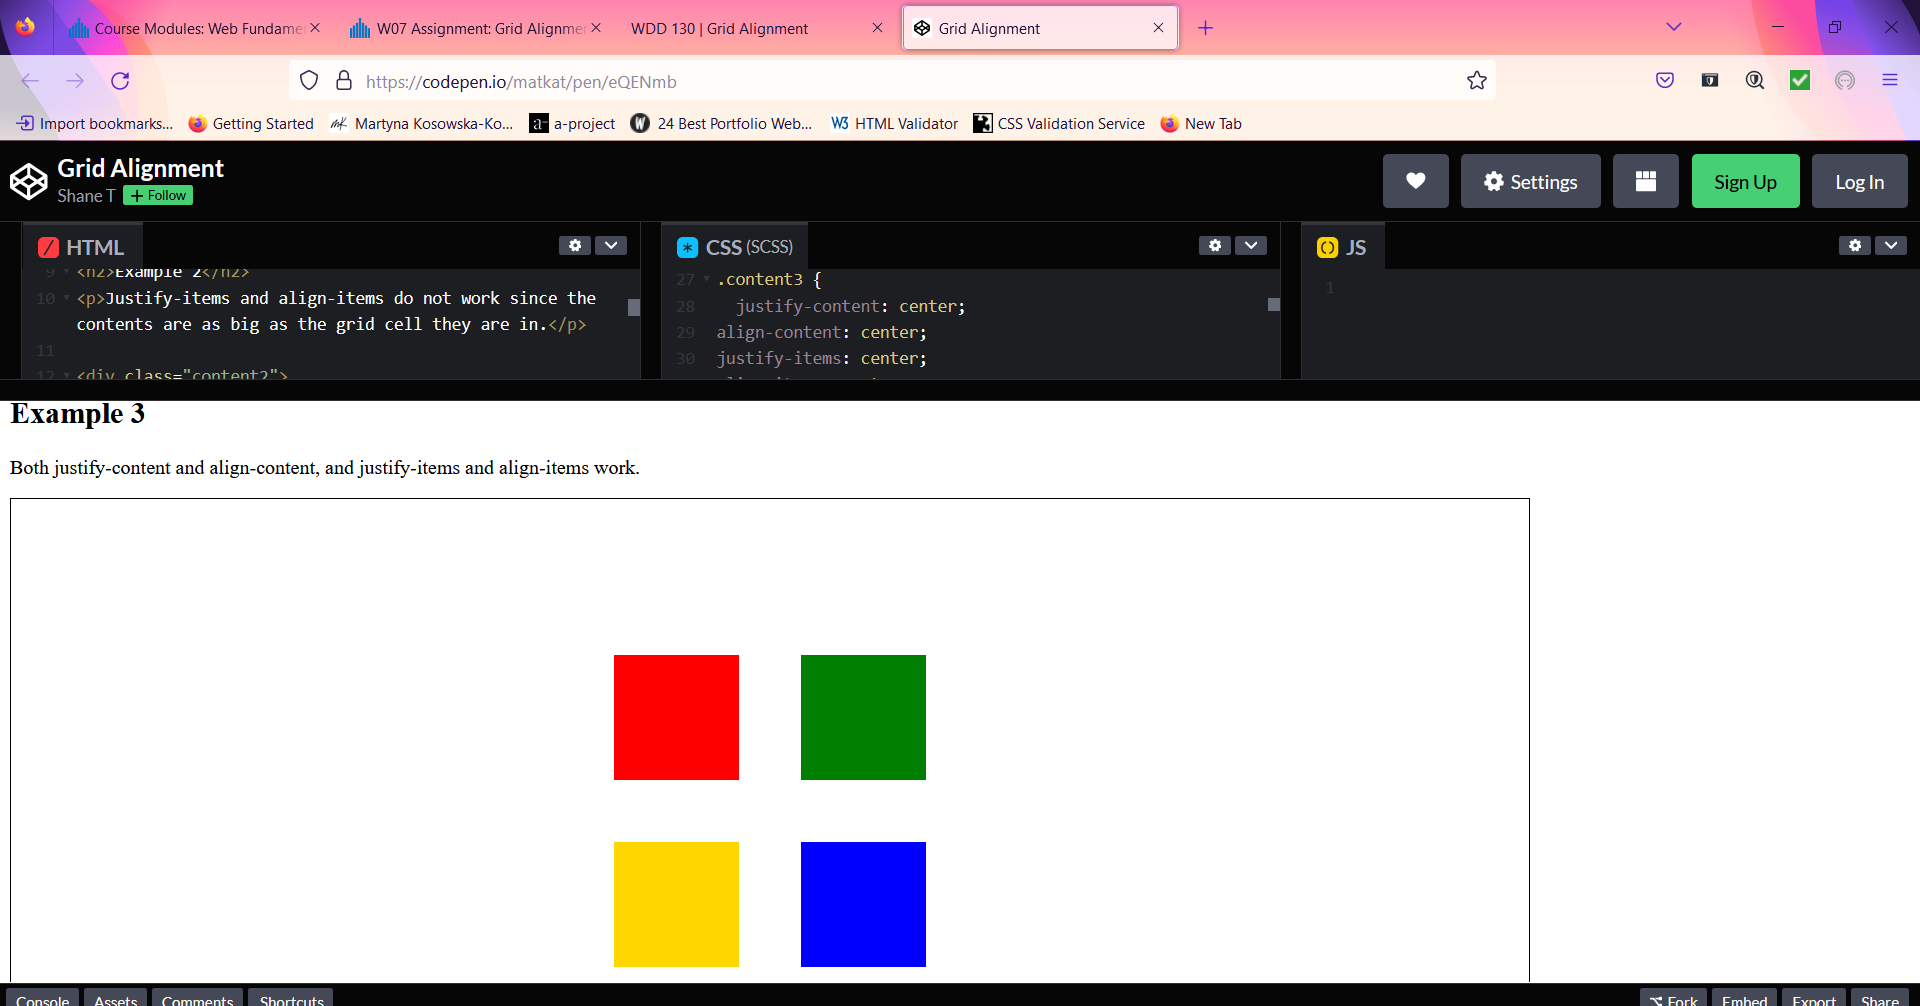 Course Modules: Web Fundame
W07 Assignment: Grid Alignme
WDD 130 | Grid Alignment
Grid Alignment
https://codepen.io/matkat/pen/eQENmb
Import bookmarks...
Getting Started
Martyna Kosowska-Ko...
a-project
24 Best Portfolio Web...
HTML Validator
CSS Validation Service
New Tab
Grid Alignment
Shane T
+ Follow
Settings
Sign Up
Log In
HTML
9 <h2>Example 2</h2>
10 <p>Justify-items and align-items do not work since the
contents are as big as the grid cell they are in.</p>
11
12 <div class="content2">
CSS (SCSS)
27 .content3 {
28 justify-content: center;
29 align-content: center;
30 justify-items: center;
JS
1
Example 3
Both justify-content and align-content, and justify-items and align-items work.
Console
Assets
Comments
Shortcuts
Fork
Embed
Export
Share